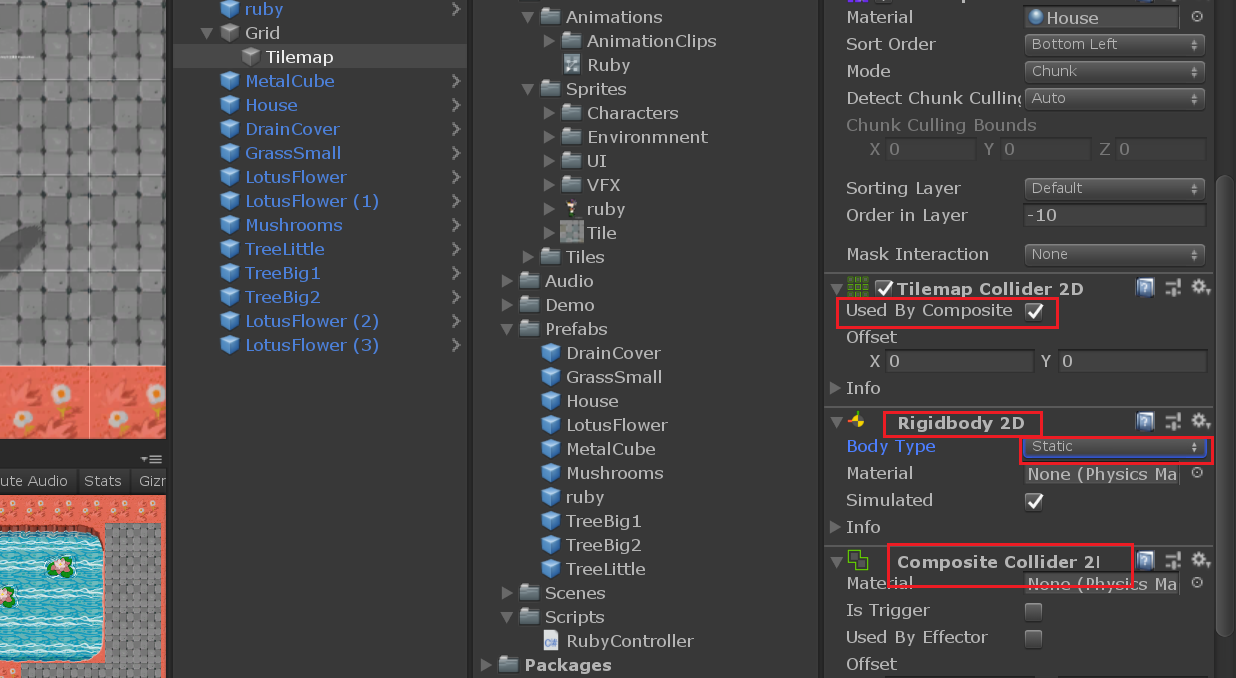 ruby
Grid
Tilemap
MetalCube
House
DrainCover
GrassSmall
LotusFlower
LotusFlower (1)
Mushrooms
TreeLittle
TreeBig1
TreeBig2
LotusFlower (2)
LotusFlower (3)
ute Audio
Stats
Gizr
Animations
AnimationClips
Ruby
Sprites
Characters
Environmnent
UI
VFX
ruby
Tile
Tiles
Audio
Demo
Prefabs
DrainCover
GrassSmall
House
LotusFlower
MetalCube
Mushrooms
ruby
TreeBig1
TreeBig2
TreeLittle
Scenes
Scripts
RubyController
Packages
Material House
Sort Order Bottom Left
Mode Chunk
Detect Chunk Culling Auto
Chunk Culling Bounds
X 0 Y 0 Z 0
Sorting Layer Default
Order in Layer -10
Mask Interaction None
Tilemap Collider 2D
Used By Composite
Offset
X 0 Y 0
Info
Rigidbody 2D
Body Type Static
Material None (Physics Ma
Simulated
Info
Composite Collider 2
Material None (Physics Ma
Is Trigger
Used By Effector
Offset